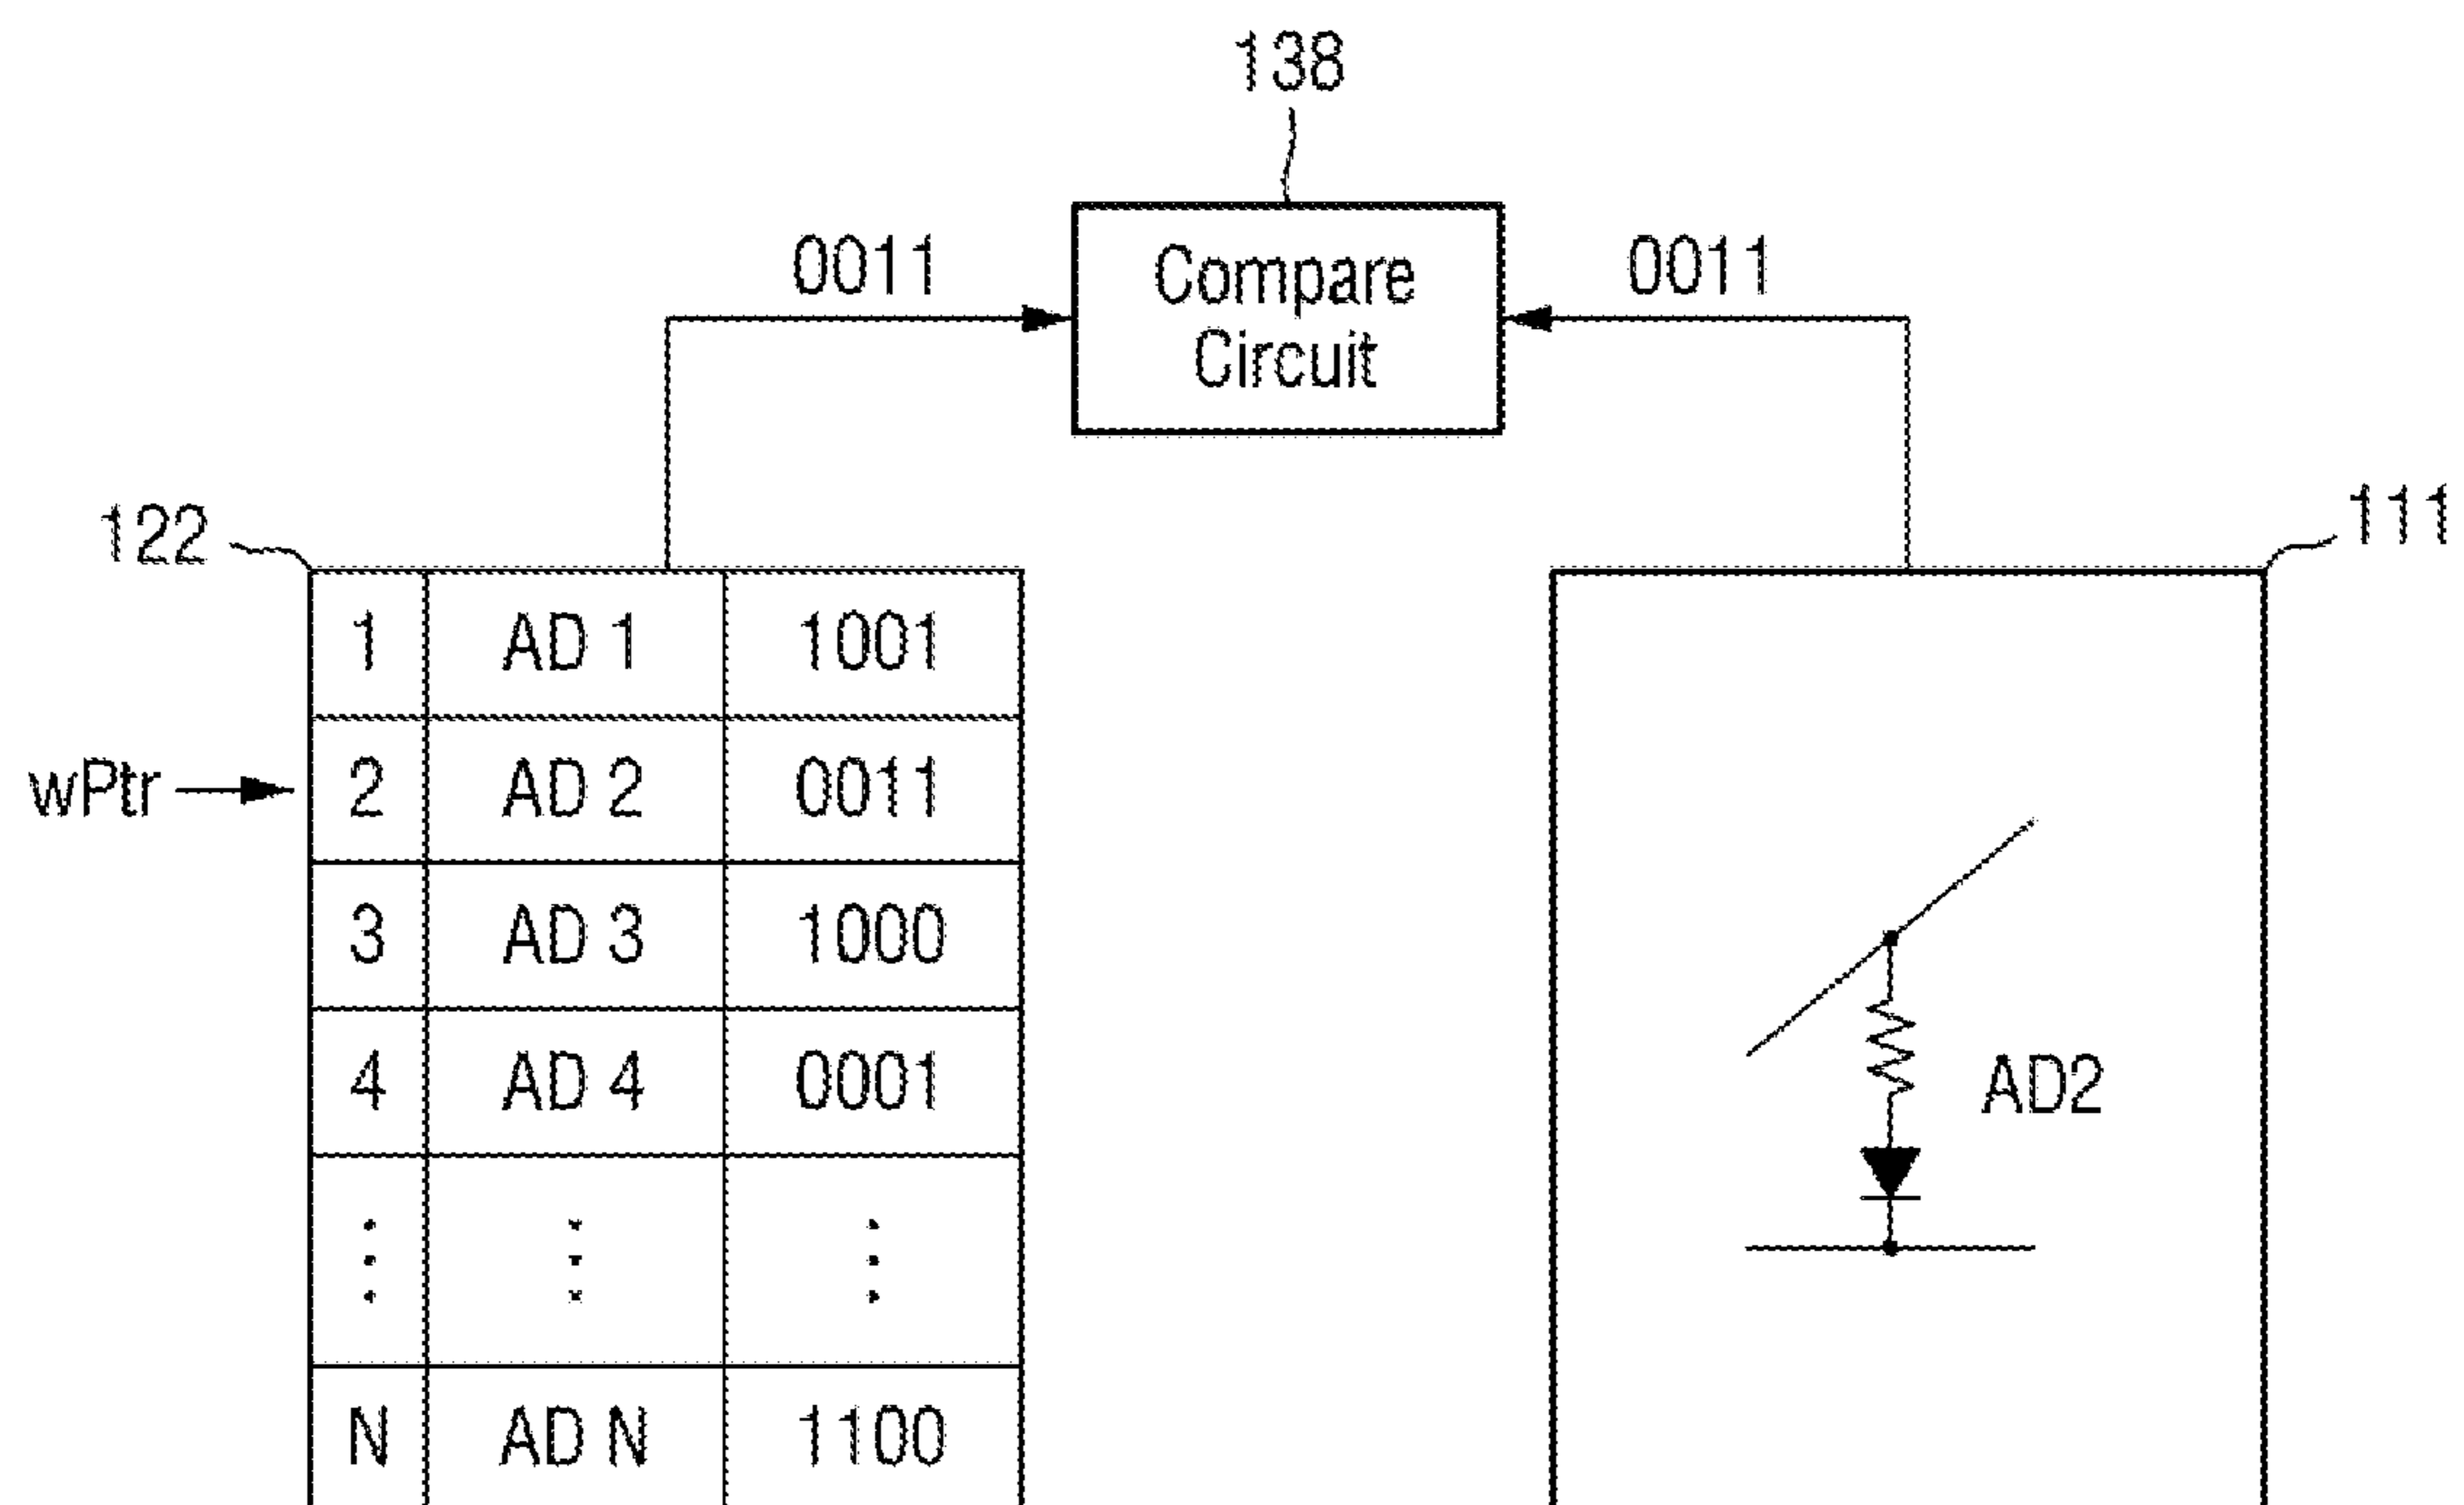 138
0011
Compare
Circuit
0011
122
111
1 AD 1 1001
wPtr
2 AD 2 0011
3 AD 3 1000
4 AD 4 0001
AD2
N AD N 1100